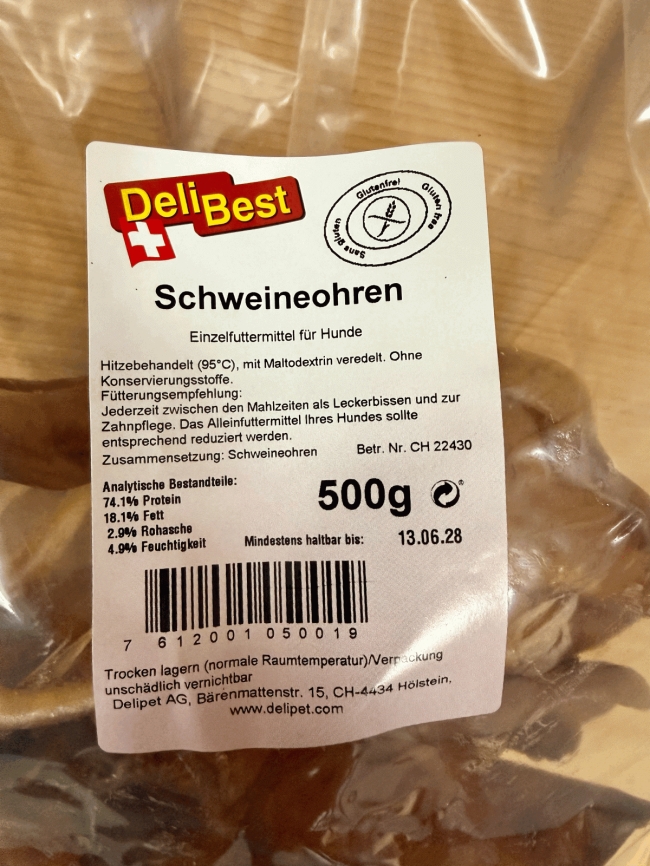 DeliBest
Glutenfrei
Gluten free
Sans gluten
Schweineohren
Einzelfuttermittel für Hunde
Hitzebehandelt (95°C), mit Maltodextrin veredelt. Ohne
Konservierungsstoffe.
Fütterungsempfehlung:
Jederzeit zwischen den Mahlzeiten als Leckerbissen und zur
Zahnpflege. Das Alleinfuttermittel Ihres Hundes sollte
entsprechend reduziert werden.
Zusammensetzung: Schweineohren
Betr. Nr. CH 22430
Analytische Bestandteile:
74.1% Protein
18.1% Fett
2.9% Rohasche
4.9% Feuchtigkeit
500g
Mindestens haltbar bis: 13.06.28
7 612001 050019
Trocken lagern (normale Raumtemperatur)/Verpackung
unschädlich vernichtbar
Delipet AG, Bärenmattenstr. 15, CH-4434 Hölstein,
www.delipet.com